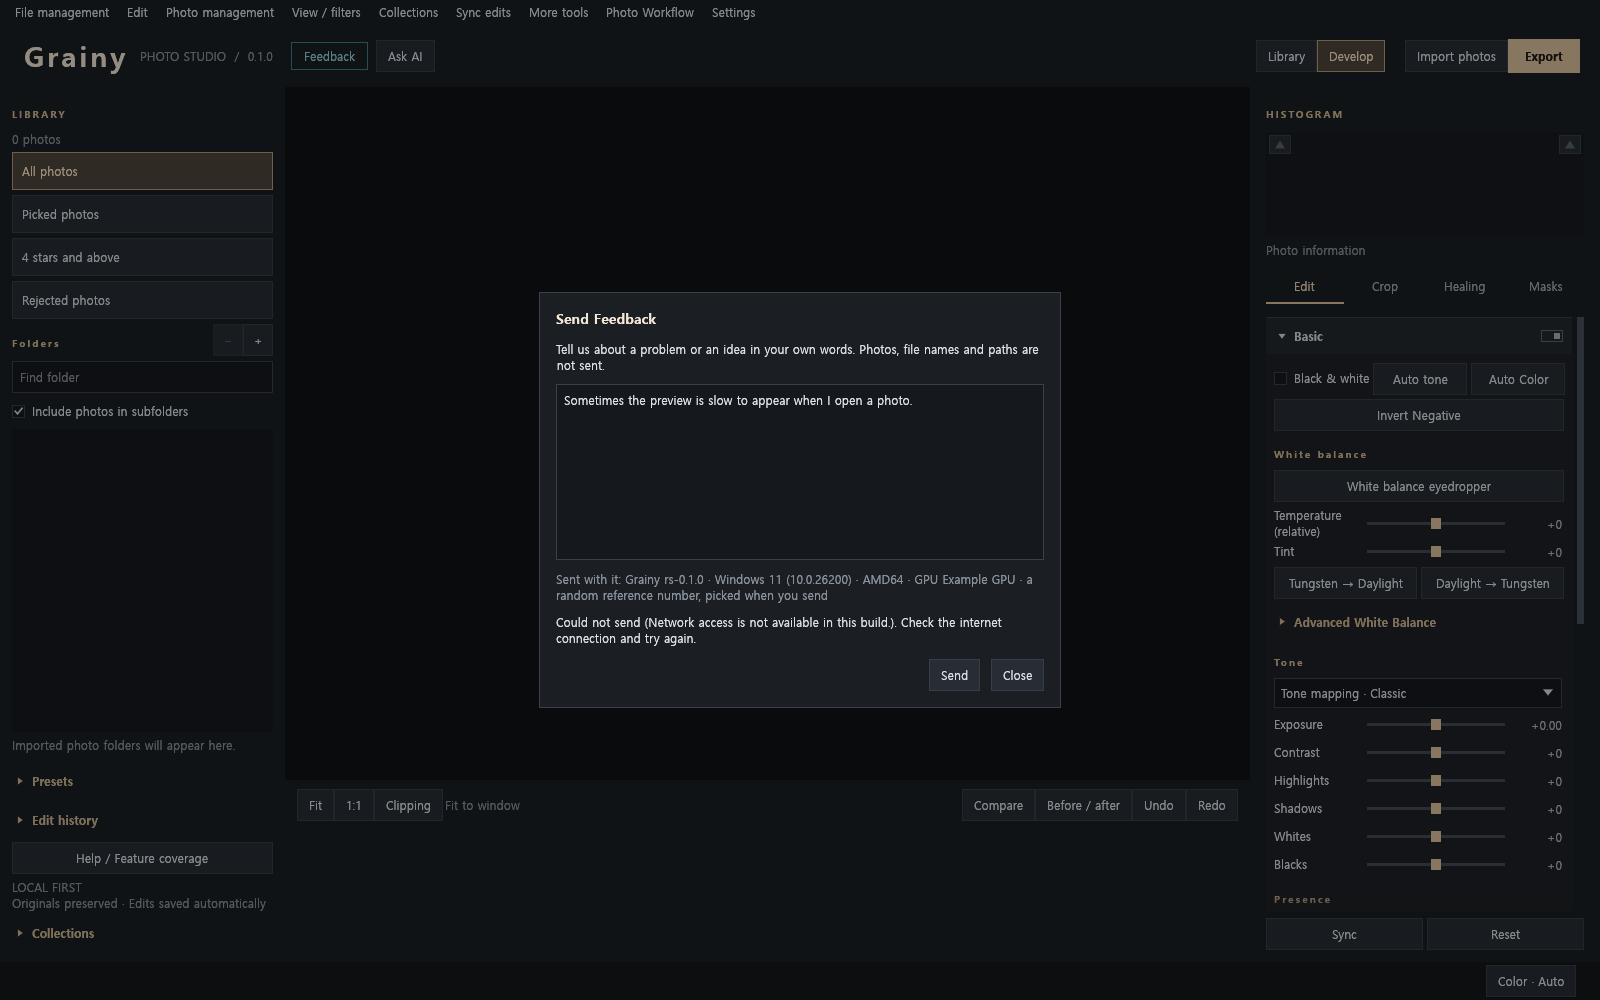 File management Edit Photo management View / filters Collections Sync edits More tools Photo Workflow Settings
Grainy PHOTO STUDIO / 0.1.0 Feedback Ask AI Library Develop Import photos Export
LIBRARY
0 photos
All photos
Picked photos
4 stars and above
Rejected photos
Folders − +
Find folder
Include photos in subfolders
Imported photo folders will appear here.
Presets
Edit history
Help / Feature coverage
LOCAL FIRST
Originals preserved · Edits saved automatically
Collections
Send Feedback
Tell us about a problem or an idea in your own words. Photos, file names and paths are
not sent.
Sometimes the preview is slow to appear when I open a photo.
Sent with it: Grainy rs-0.1.0 · Windows 11 (10.0.26200) · AMD64 · GPU Example GPU · a
random reference number, picked when you send
Could not send (Network access is not available in this build.). Check the internet
connection and try again.
Send Close
Fit 1:1 Clipping Fit to window Compare Before / after Undo Redo
HISTOGRAM
Photo information
Edit Crop Healing Masks
Basic
Black & white Auto tone Auto Color
Invert Negative
White balance
White balance eyedropper
Temperature
(relative) +0
Tint +0
Tungsten → Daylight Daylight → Tungsten
Advanced White Balance
Tone
Tone mapping · Classic
Exposure +0.00
Contrast +0
Highlights +0
Shadows +0
Whites +0
Blacks +0
Presence
Sync Reset
Color · Auto